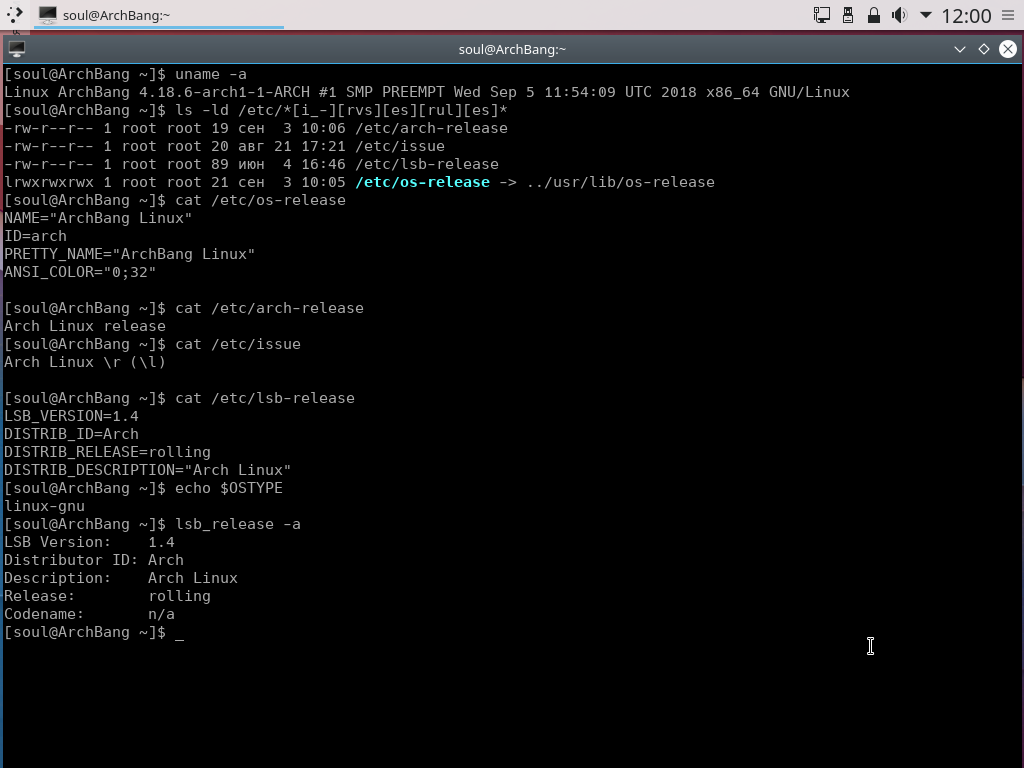 soul@ArchBang:~
12:00
soul@ArchBang:~
[soul@ArchBang ~]$ uname -a
Linux ArchBang 4.18.6-arch1-1-ARCH #1 SMP PREEMPT Wed Sep 5 11:54:09 UTC 2018 x86_64 GNU/Linux
[soul@ArchBang ~]$ ls -ld /etc/*[i_-][rvs][es][rul][es]*
-rw-r--r-- 1 root root 19 сен  3 10:06 /etc/arch-release
-rw-r--r-- 1 root root 20 авг 21 17:21 /etc/issue
-rw-r--r-- 1 root root 89 июн  4 16:46 /etc/lsb-release
lrwxrwxrwx 1 root root 21 сен  3 10:05 /etc/os-release -> ../usr/lib/os-release
[soul@ArchBang ~]$ cat /etc/os-release
NAME="ArchBang Linux"
ID=arch
PRETTY_NAME="ArchBang Linux"
ANSI_COLOR="0;32"
[soul@ArchBang ~]$ cat /etc/arch-release
Arch Linux release
[soul@ArchBang ~]$ cat /etc/issue
Arch Linux \r (\l)
[soul@ArchBang ~]$ cat /etc/lsb-release
LSB_VERSION=1.4
DISTRIB_ID=Arch
DISTRIB_RELEASE=rolling
DISTRIB_DESCRIPTION="Arch Linux"
[soul@ArchBang ~]$ echo $OSTYPE
linux-gnu
[soul@ArchBang ~]$ lsb_release -a
LSB Version:    1.4
Distributor ID: Arch
Description:    Arch Linux
Release:        rolling
Codename:       n/a
[soul@ArchBang ~]$ _